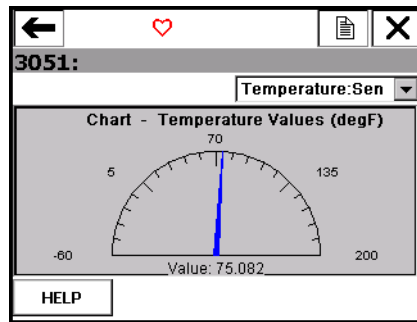 3051:
Temperature:Sen
Chart - Temperature Values (degF)
70
5
135
-60
200
Value: 75.082
HELP